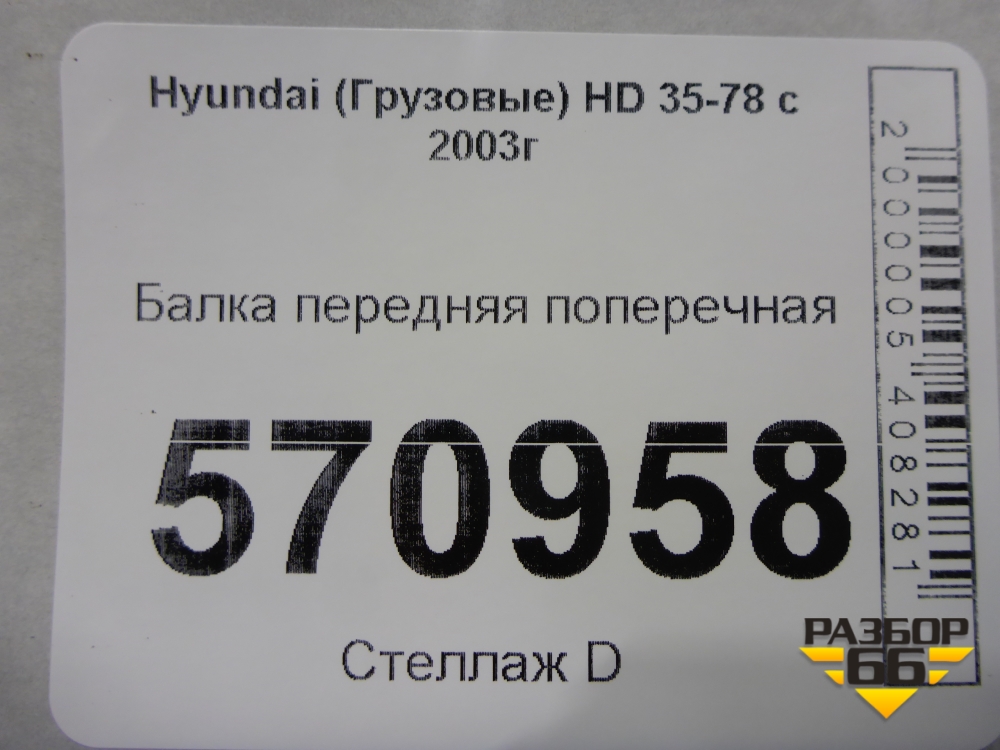 Hyundai (Грузовые) HD 35-78 с
2003г
Балка передняя поперечная
570958
Стеллаж D
2000005408281
РАЗБОР
66